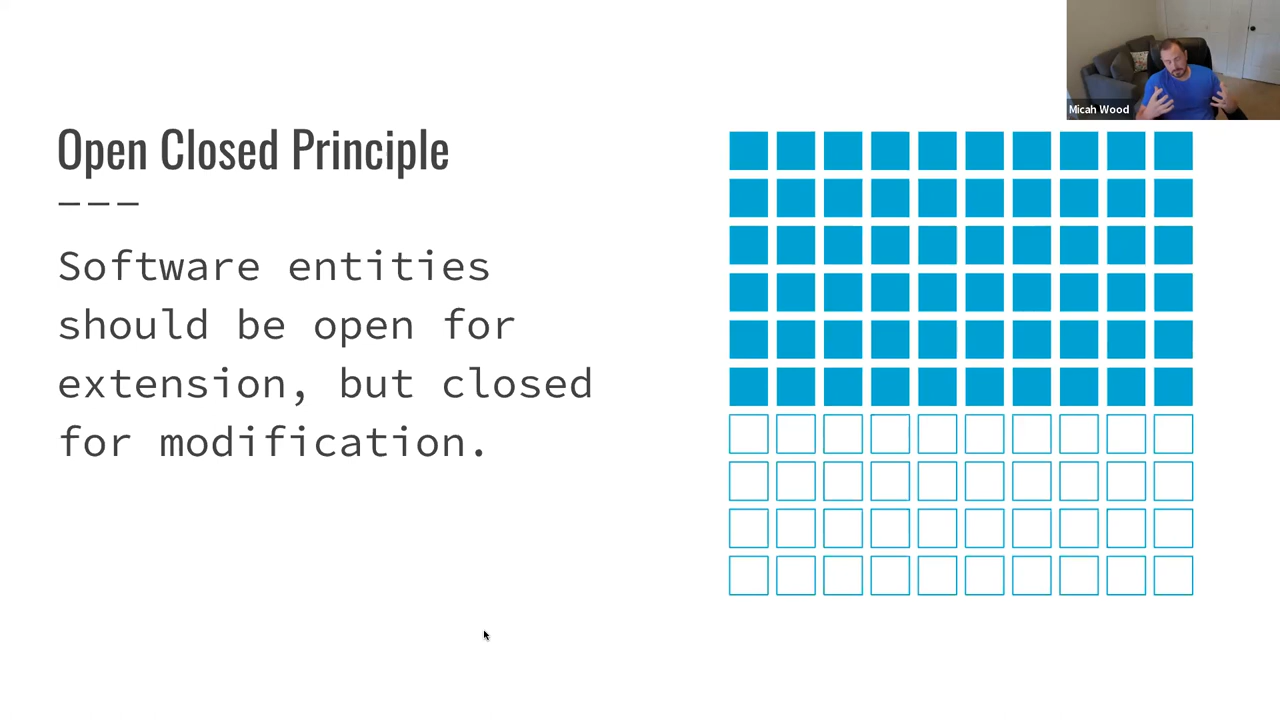 Open Closed Principle
Software entities
should be open for
extension, but closed
for modification.
Micah Wood